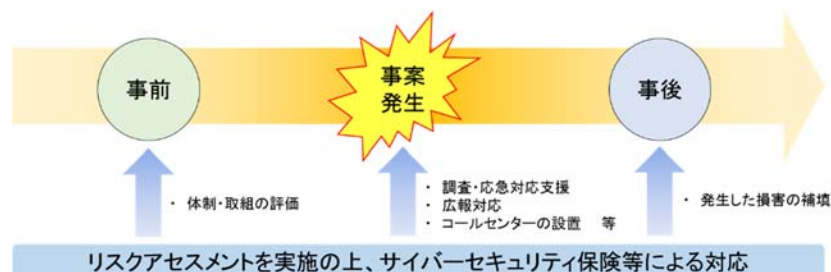 事前
事案
発生
事後
・ 体制・取組の評価
・ 調査・応急対応支援
・ 広報対応
・ コールセンターの設置 等
・ 発生した損害の補填
リスクアセスメントを実施の上、サイバーセキュリティ保険等による対応